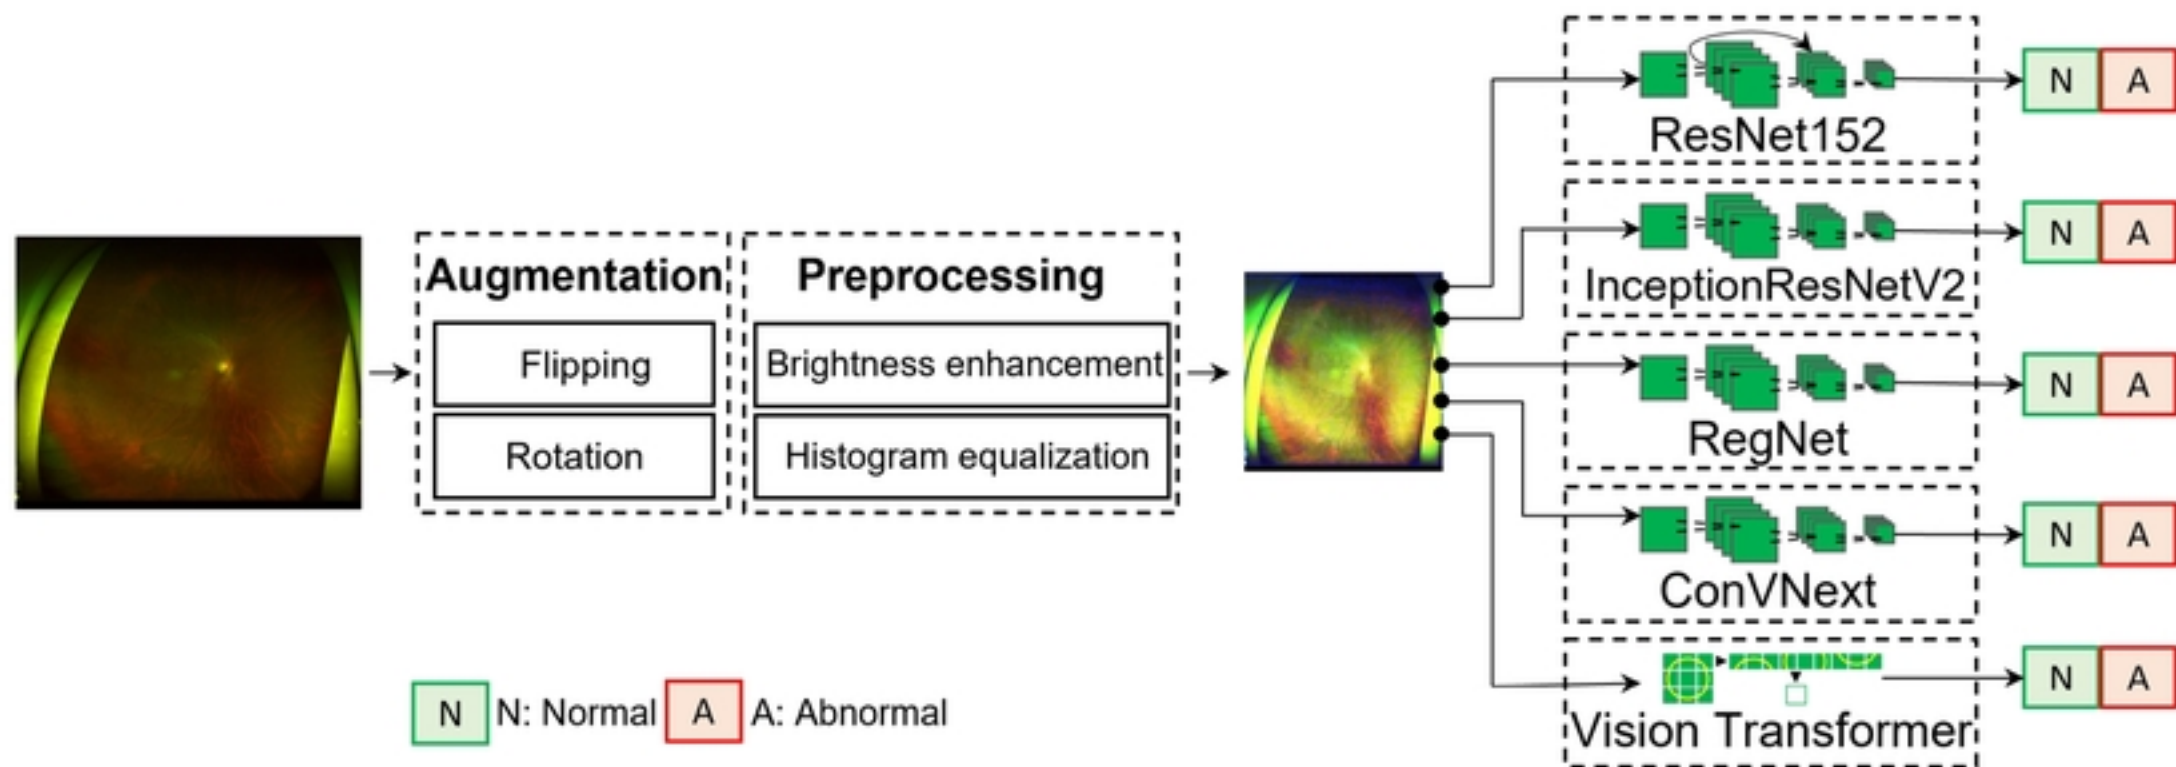 Augmentation
Flipping
Rotation
Preprocessing
Brightness enhancement
Histogram equalization
ResNet152
N A
InceptionResNetV2
N A
RegNet
N A
ConVNext
N A
Vision Transformer
N A
N N: Normal A A: Abnormal